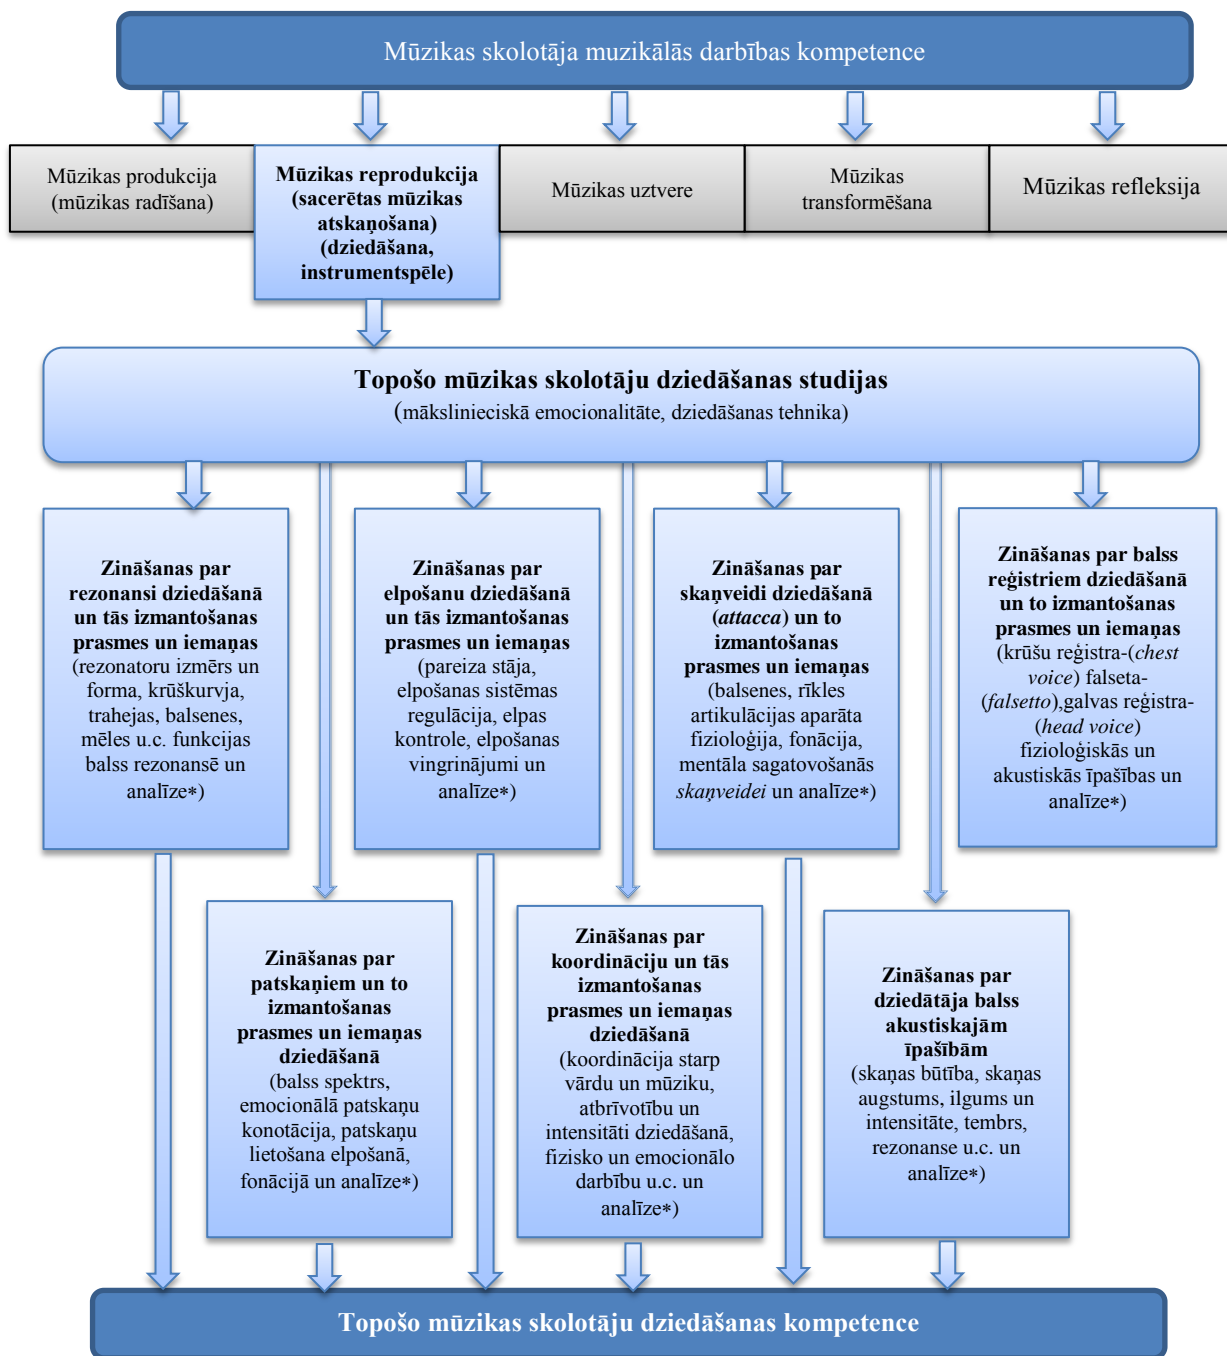 Mūzikas skolotāja muzikālās darbības kompetence
Mūzikas produkcija
(mūzikas radīšana)
Mūzikas reprodukcija
(sacerētas mūzikas
atskaņošana)
(dziedāšana,
instrumentspēle)
Mūzikas uztvere
Mūzikas
transformēšana
Mūzikas refleksija
Topošo mūzikas skolotāju dziedāšanas studijas
(mākslinieciskā emocionalitāte, dziedāšanas tehnika)
Zināšanas par
rezonansi dziedāšanā
un tās izmantošanas
prasmes un iemaņas
(rezonatoru izmērs un
forma, krūškurvja,
trahejas, balsenes,
mēles u.c. funkcijas
balss rezonansē un
analīze*)
Zināšanas par
elpošanu dziedāšanā
un tās izmantošanas
prasmes un iemaņas
(pareiza stāja,
elpošanas sistēmas
regulācija, elpas
kontrole, elpošanas
vingrinājumi un
analīze*)
Zināšanas par
skaņveidi dziedāšanā
(attacca) un to
izmantošanas
prasmes un iemaņas
(balsenes, rīkles
artikulācijas aparāta
fizioloģija, fonācija,
mentāla sagatovošanās
skaņveidei un analīze*)
Zināšanas par balss
reģistriem dziedāšanā
un to izmantošanas
prasmes un iemaņas
(krūšu reģistra-(chest
voice) falseta-
(falsetto),galvas reģistra-
(head voice)
fizioloģiskās un
akustiskās īpašības un
analīze*)
Zināšanas par
patskaņiem un to
izmantošanas
prasmes un iemaņas
dziedāšanā
(balss spektrs,
emocionālā patskaņu
konotācija, patskaņu
lietošana elpošanā,
fonācijā un analīze*)
Zināšanas par
koordināciju un tās
izmantošanas
prasmes un iemaņas
dziedāšanā
(koordinācija starp
vārdu un mūziku,
atbrīvotību un
intensitāti dziedāšanā,
fizisko un emocionālo
darbību u.c. un
analīze*)
Zināšanas par
dziedātāja balss
akustiskajām
īpašībām
(skaņas būtība, skaņas
augstums, ilgums un
intensitāte, tembrs,
rezonanse u.c. un
analīze*)
Topošo mūzikas skolotāju dziedāšanas kompetence